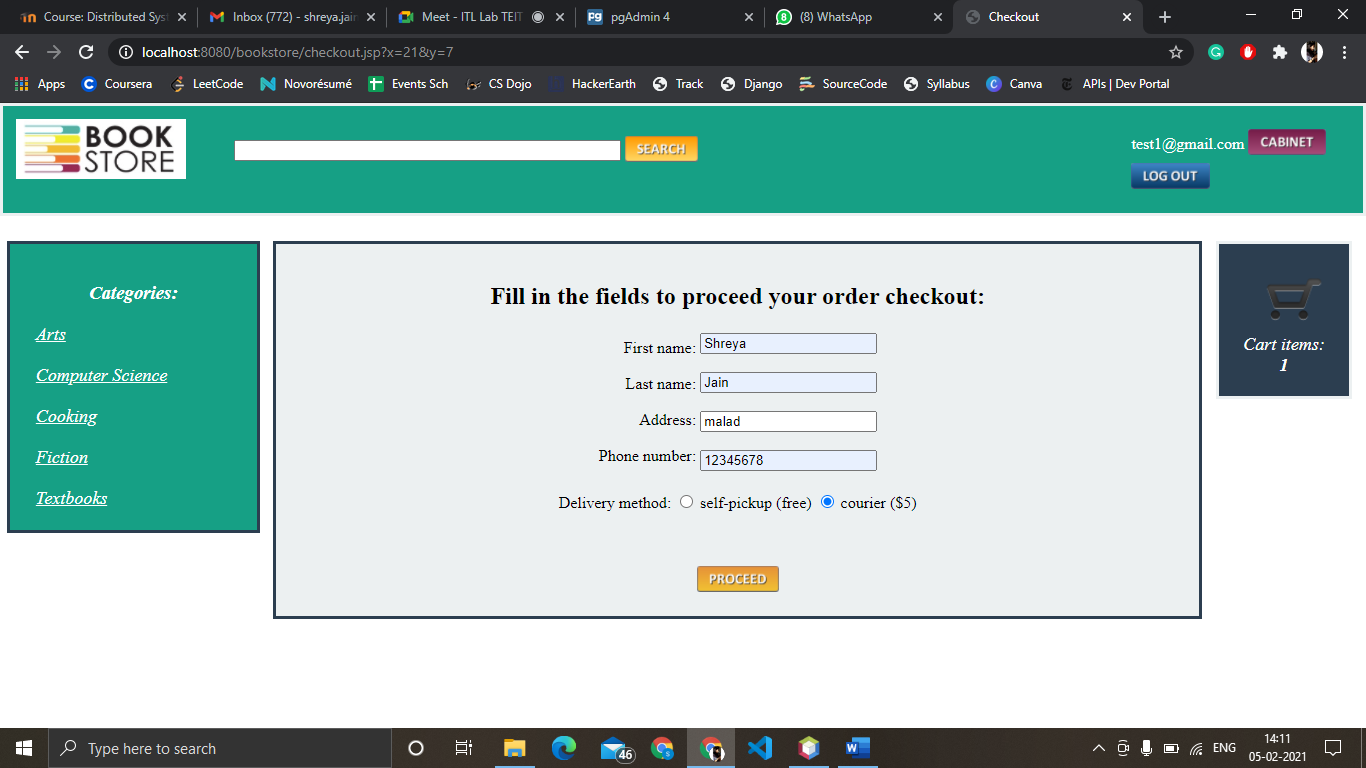 Course: Distributed Syst
Inbox (772) - shreya.jain
Meet - ITL Lab TEIT
pgAdmin 4
(8) WhatsApp
Checkout
localhost:8080/bookstore/checkout.jsp?x=21&y=7
Apps
Coursera
LeetCode
Novorésumé
Events Sch
CS Dojo
HackerEarth
Track
Django
SourceCode
Syllabus
Canva
APIs | Dev Portal
BOOK
STORE
SEARCH
test1@gmail.com CABINET
LOG OUT
Categories:
Arts
Computer Science
Cooking
Fiction
Textbooks
Fill in the fields to proceed your order checkout:
First name: Shreya
Last name: Jain
Address: malad
Phone number: 12345678
Delivery method: self-pickup (free) courier ($5)
PROCEED
Cart items:
1
Type here to search
46
ENG
14:11
05-02-2021